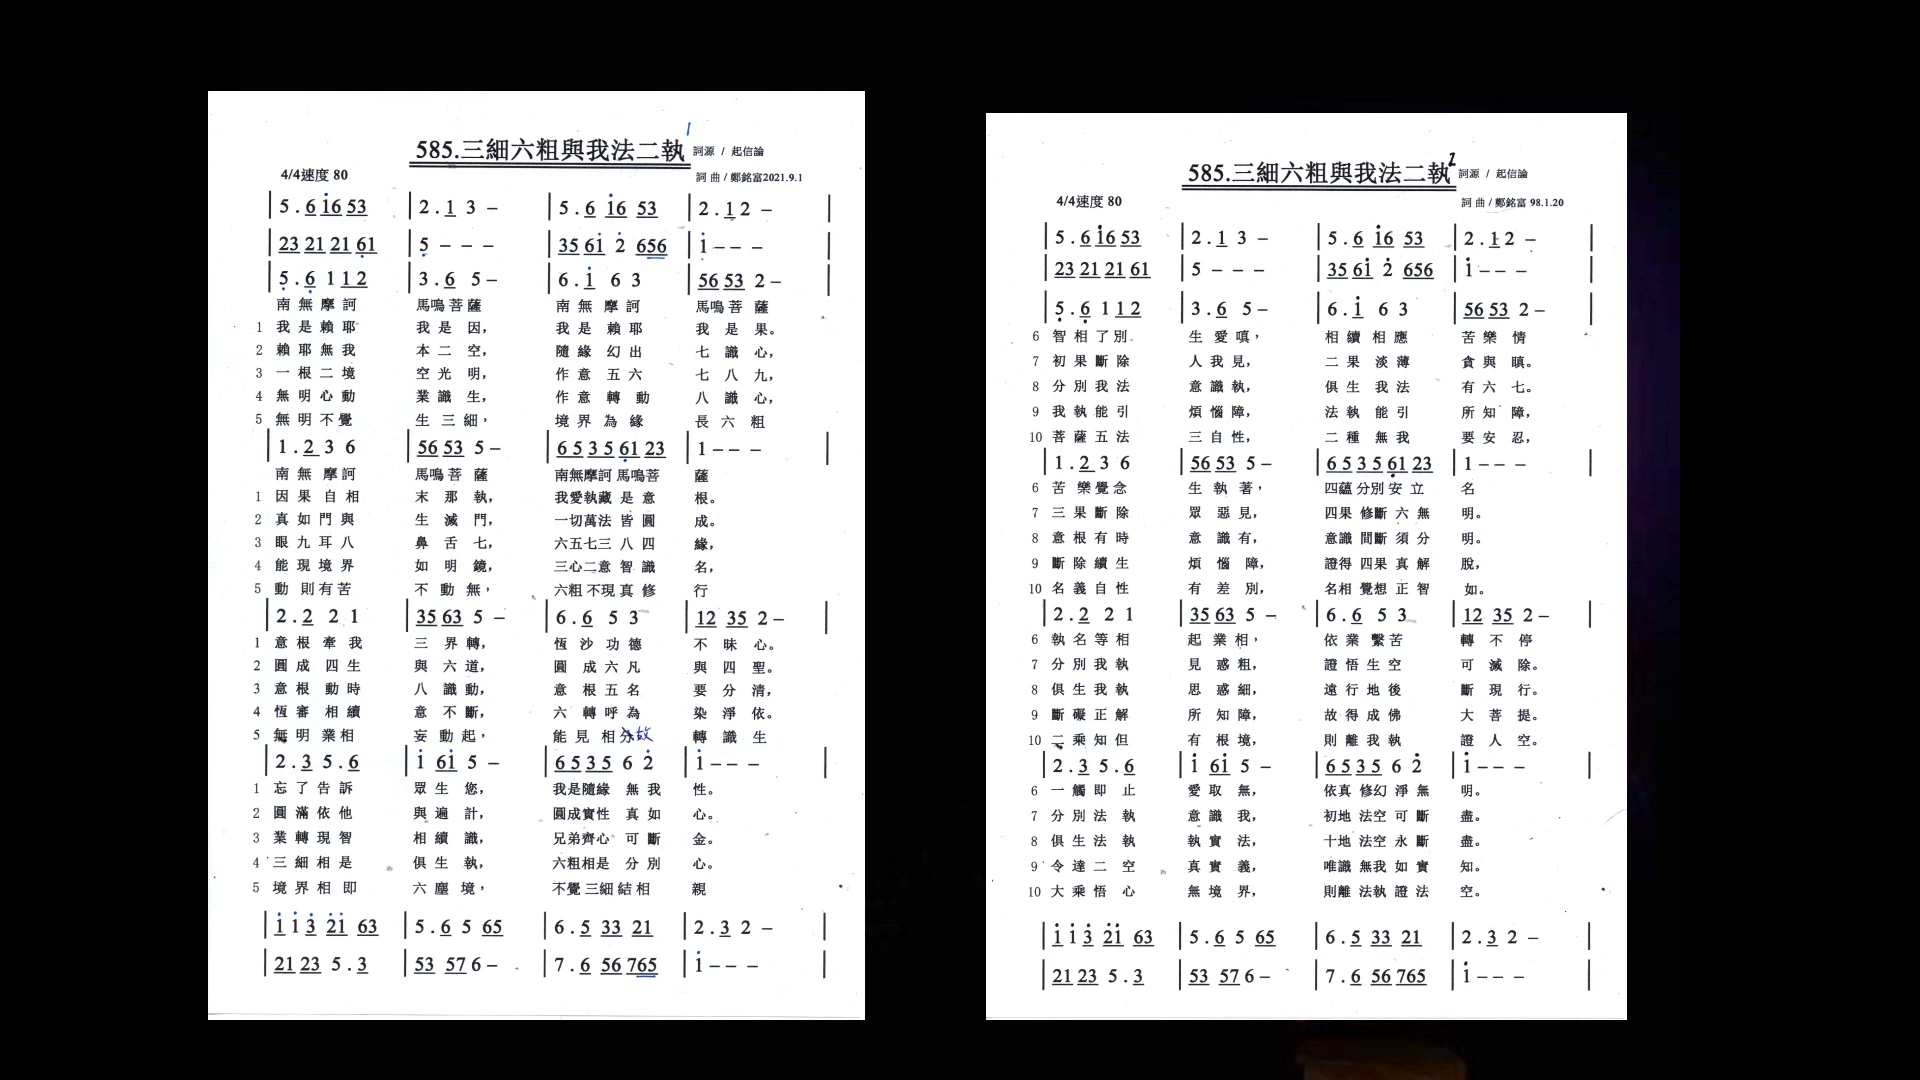 585.三細六粗與我法二執 1 詞源 / 起信論
4/4速度 80 詞 曲 / 鄭銘富2021.9.1
| 5 . 6 i6 53 | 2 . 1 3 – | 5 . 6 i6 53 | 2 . 1 2 – |
| 23 21 21 61 | 5 – – – | 35 61 2 656 | i – – – |
| 5 . 6 1 1 2 | 3 . 6 5 – | 6 . i 6 3 | 56 53 2 – |
南 無 摩 訶 馬鳴 菩 薩 南 無 摩 訶 馬鳴 菩 薩
1 我 是 賴 耶 我 是 因, 我 是 賴 耶 我 是 果。
2 賴 耶 無 我 本 二 空, 隨 緣 幻 出 七 識 心,
3 一 根 二 境 空 光 明, 作 意 五 六 七 八 九,
4 無 明 心 動 業 識 生, 作 意 轉 動 八 識 心,
5 無 明 不 覺 生 三 細, 境 界 為 緣 長 六 粗
| 1 . 2 3 6 | 56 53 5 – | 6 5 3 5 61 23 | 1 – – – |
南 無 摩 訶 馬鳴 菩 薩 南無摩訶 馬鳴菩 薩
1 因 果 自 相 末 那 執, 我愛執藏 是 意 根。
2 真 如 門 與 生 滅 門, 一切萬法 皆 圓 成。
3 眼 九 耳 八 鼻 舌 七, 六五七三 八 四 緣,
4 能 現 境 界 如 明 鏡, 三心二意 智 識 名,
5 動 則 有 苦 不 動 無, 六粗 不現 真 修 行
| 2 . 2 2 1 | 35 63 5 – | 6 . 6 5 3 | 12 35 2 – |
1 意 根 牽 我 三 界 轉, 恆 沙 功 德 不 昧 心。
2 圓 成 四 生 與 六 道, 圓 成 六 凡 與 四 聖。
3 意 根 動 時 八 識 動, 意 根 五 名 要 分 清,
4 恆 審 相 續 意 不 斷, 六 轉 呼 為 染 淨 依。
5 無 明 業 相 妄 動 起, 能 見 相 分 故 轉 識 生
| 2 . 3 5 . 6 | i 6i 5 – | 6 5 3 5 6 2 | i – – – |
1 忘 了 告 訴 眾 生 您, 我是隨緣 無 我 性。
2 圓 滿 依 他 與 遍 計, 圓成實性 真 如 心。
3 業 轉 現 智 相 續 識, 兄弟齊心 可 斷 金。
4 三 細 相 是 俱 生 執, 六粗相是 分 別 心。
5 境 界 相 即 六 塵 境, 不覺 三細 結 相 親
| i i 3 2i 63 | 5 . 6 5 65 | 6 . 5 33 21 | 2 . 3 2 – |
| 21 23 5 . 3 | 53 57 6 – | 7 . 6 56 765 | i – – – |
585.三細六粗與我法二執 2 詞源 / 起信論
4/4速度 80 詞 曲 / 鄭銘富 98.1.20
| 5 . 6 i6 53 | 2 . 1 3 – | 5 . 6 i6 53 | 2 . 1 2 – |
| 23 21 21 61 | 5 – – – | 35 6i 2 656 | i – – – |
| 5 . 6 1 1 2 | 3 . 6 5 – | 6 . i 6 3 | 56 53 2 – |
6 智 相 了 別 生 愛 嗔, 相 續 相 應 苦 樂 情
7 初 果 斷 除 人 我 見, 二 果 淡 薄 貪 與 瞋。
8 分 別 我 法 意 識 執, 俱 生 我 法 有 六 七。
9 我 執 能 引 煩 惱 障, 法 執 能 引 所 知 障,
10 菩 薩 五 法 三 自 性, 二 種 無 我 要 安 忍,
| 1 . 2 3 6 | 56 53 5 – | 6 5 3 5 61 23 | 1 – – – |
6 苦 樂 覺 念 生 執 著, 四蘊 分別 安 立 名
7 三 果 斷 除 眾 惡 見, 四果 修斷 六 無 明。
8 意 根 有 時 意 識 有, 意識 間斷 須 分 明。
9 斷 除 續 生 煩 惱 障, 證得 四果 真 解 脫,
10 名 義 自 性 有 差 別, 名相 覺想 正 智 如。
| 2 . 2 2 1 | 35 63 5 – | 6 . 6 5 3 | 12 35 2 – |
6 執 名 等 相 起 業 相, 依 業 繫 苦 轉 不 停
7 分 別 我 執 見 惑 粗, 證 悟 生 空 可 滅 除。
8 俱 生 我 執 思 惑 細, 遠 行 地 後 斷 現 行。
9 斷 礙 正 解 所 知 障, 故 得 成 佛 大 菩 提。
10 二 乘 知 但 有 根 境, 則 離 我 執 證 人 空。
| 2 . 3 5 . 6 | i 6i 5 – | 6 5 3 5 6 2 | i – – – |
6 一 觸 即 止 愛 取 無, 依真 修幻 淨 無 明。
7 分 別 法 執 意 識 我, 初地 法空 可 斷 盡。
8 俱 生 法 執 執 實 法, 十地 法空 永 斷 盡。
9 令 達 二 空 真 實 義, 唯識 無我 如 實 知。
10 大 乘 悟 心 無 境 界, 則離 法執 證 法 空。
| i i 3 2i 63 | 5 . 6 5 65 | 6 . 5 33 21 | 2 . 3 2 – |
| 21 23 5 . 3 | 53 57 6 – | 7 . 6 56 765 | i – – – |